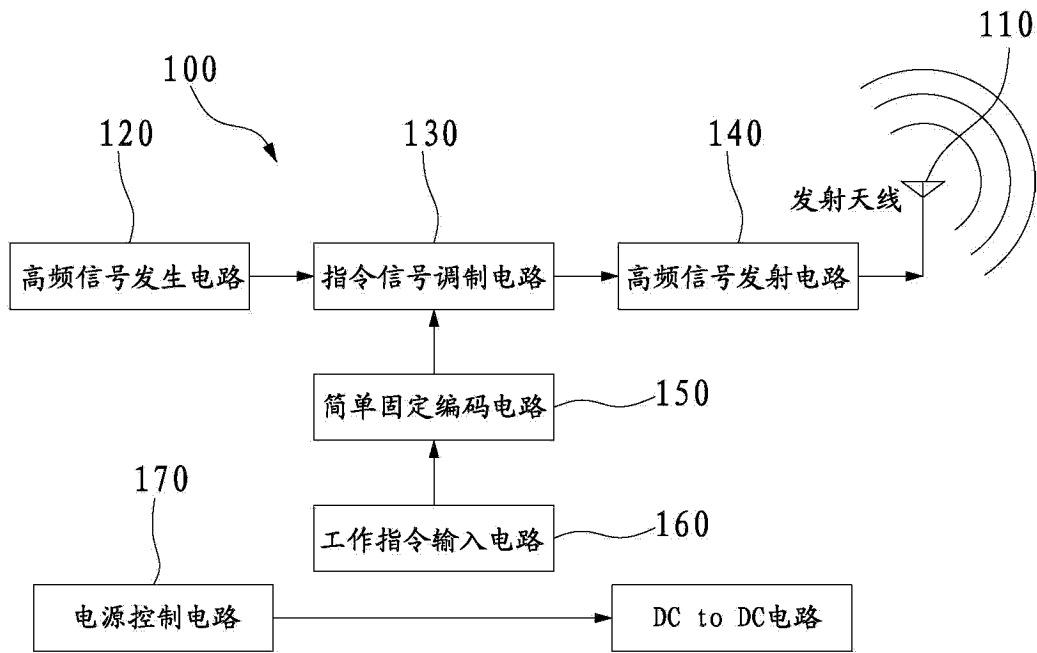 110
100
120
130
140
发射天线
高频信号发生电路
指令信号调制电路
高频信号发射电路
简单固定编码电路
150
170
工作指令输入电路
160
电源控制电路
DC to DC电路